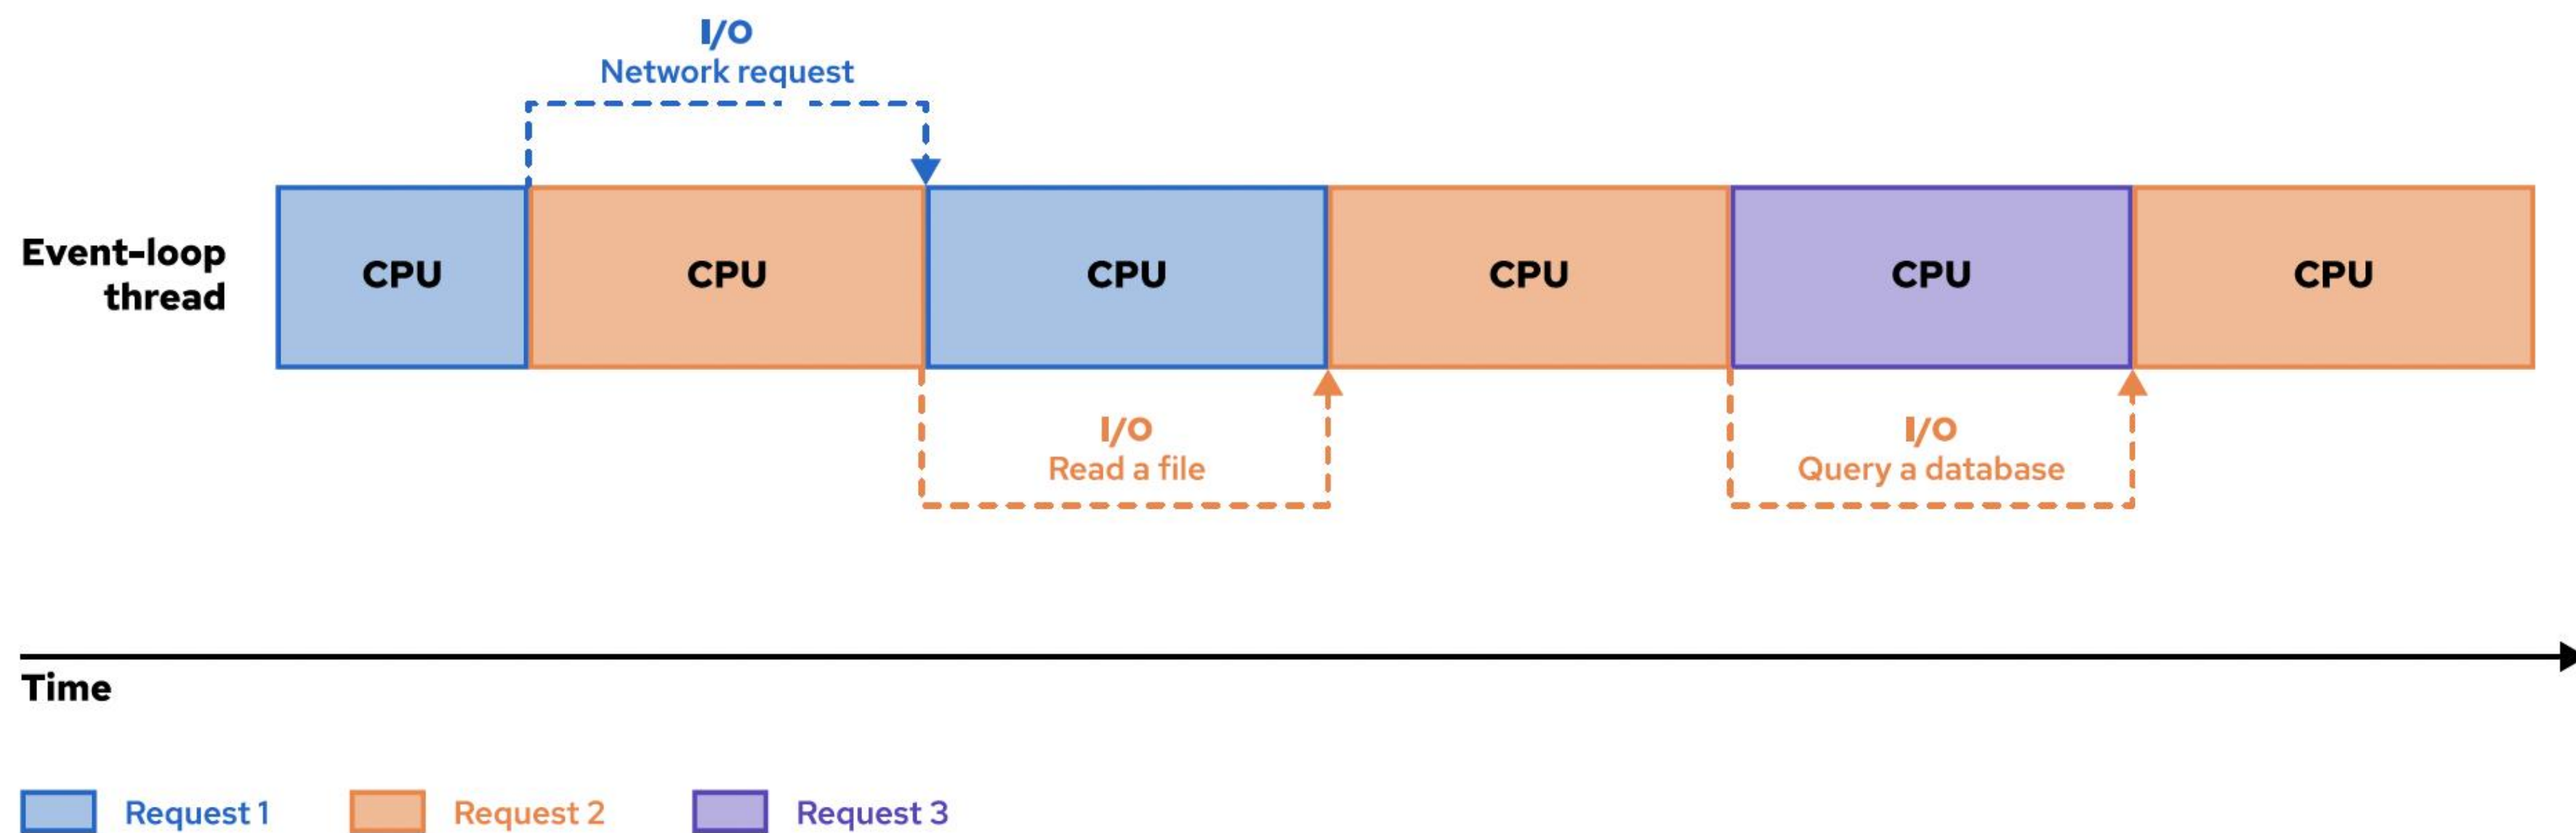 I/O
Network request
Event-loop
thread
CPU
CPU
CPU
CPU
CPU
CPU
I/O
Read a file
I/O
Query a database
Time
Request 1
Request 2
Request 3